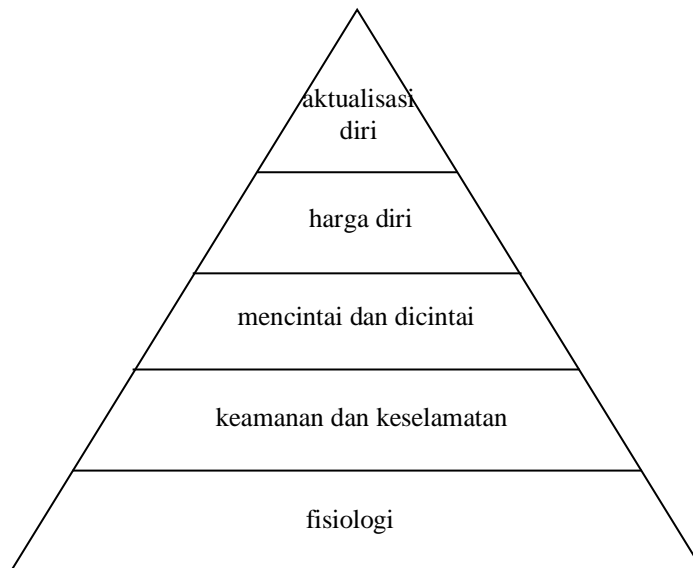 aktualisasi
diri
harga diri
mencintai dan dicintai
keamanan dan keselamatan
fisiologi